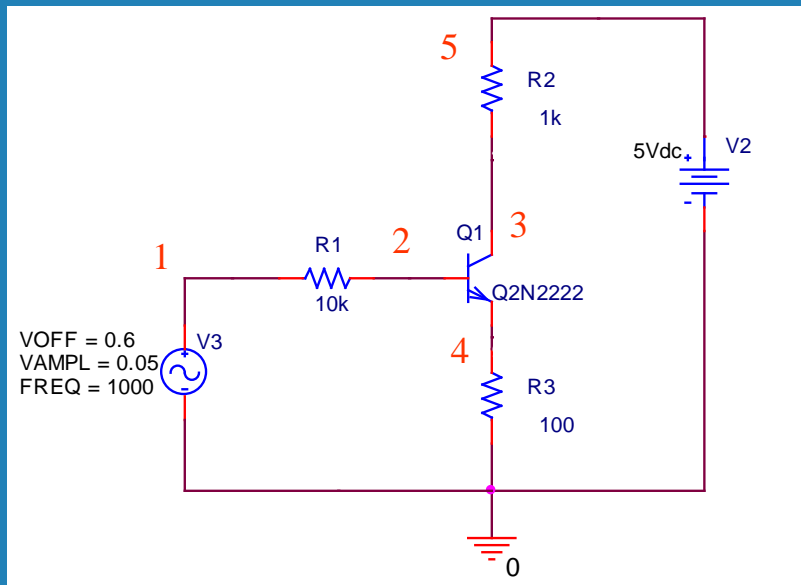 5
R2
1k
5Vdc
+
V2
-
Q1
3
R1
2
1
10k
Q2N2222
VOFF = 0.6
VAMPL = 0.05
FREQ = 1000
V3
+
-
4
R3
100
0